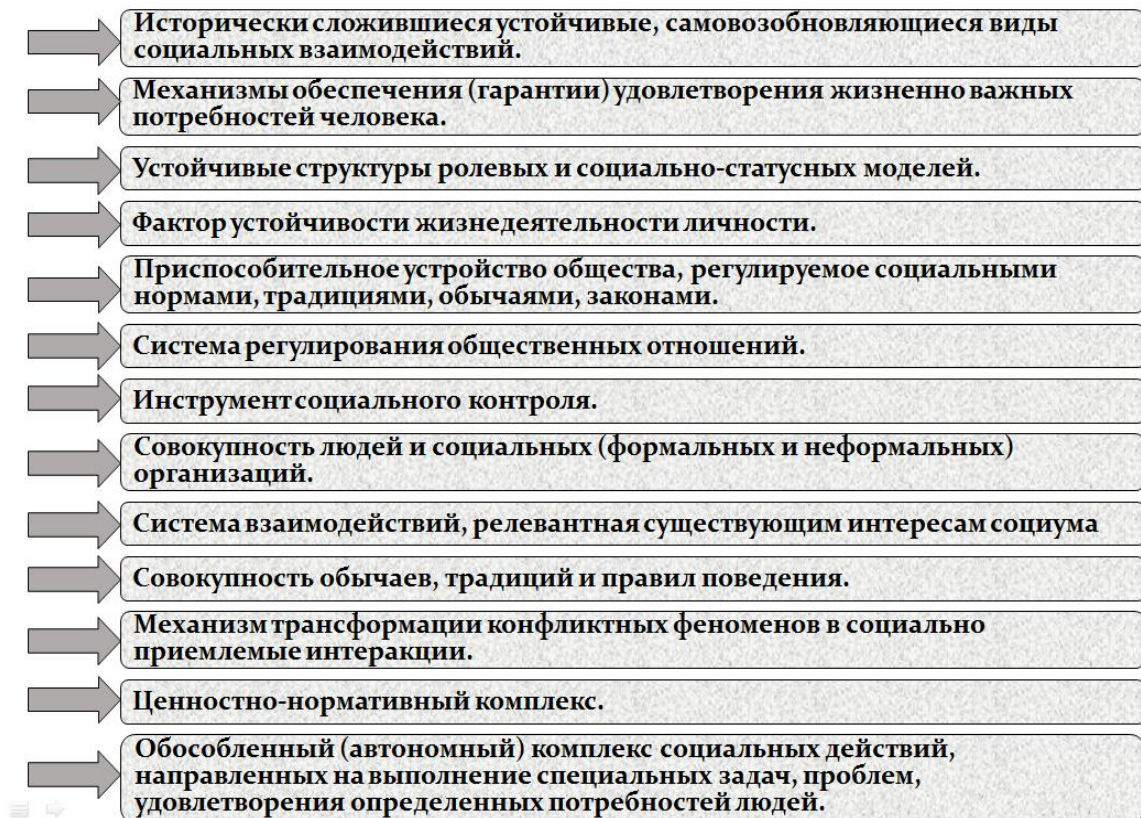 Исторически сложившиеся устойчивые, самовозобновляющиеся виды
социальных взаимодействий.
Механизмы обеспечения (гарантии) удовлетворения жизненно важных
потребностей человека.
Устойчивые структуры ролевых и социально-статусных моделей.
Фактор устойчивости жизнедеятельности личности.
Приспособительное устройство общества, регулируемое социальными
нормами, традициями, обычаями, законами.
Система регулирования общественных отношений.
Инструмент социального контроля.
Совокупность людей и социальных (формальных и неформальных)
организаций.
Система взаимодействий, релевантная существующим интересам социума
Совокупность обычаев, традиций и правил поведения.
Механизм трансформации конфликтных феноменов в социально
приемлемые интеракции.
Ценностно-нормативный комплекс.
Обособленный (автономный) комплекс социальных действий,
направленных на выполнение специальных задач, проблем,
удовлетворения определенных потребностей людей.